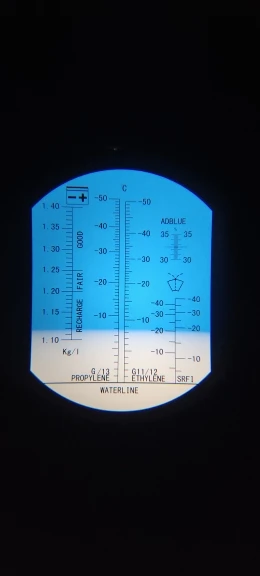 - +
C
1.40
1.35
1.30
1.25
1.20
1.15
1.10
Kg/l
GOOD
FAIR
RECHARGE
-50
-40
-30
-20
-10
G /13
PROPYLENE
-50
-40
-30
-20
-10
G11/12
ETHYLENE
ADBLUE
35 35
30 30
-40 -40
-30 -30
-20 -20
-10 -10
SRF1
WATERLINE